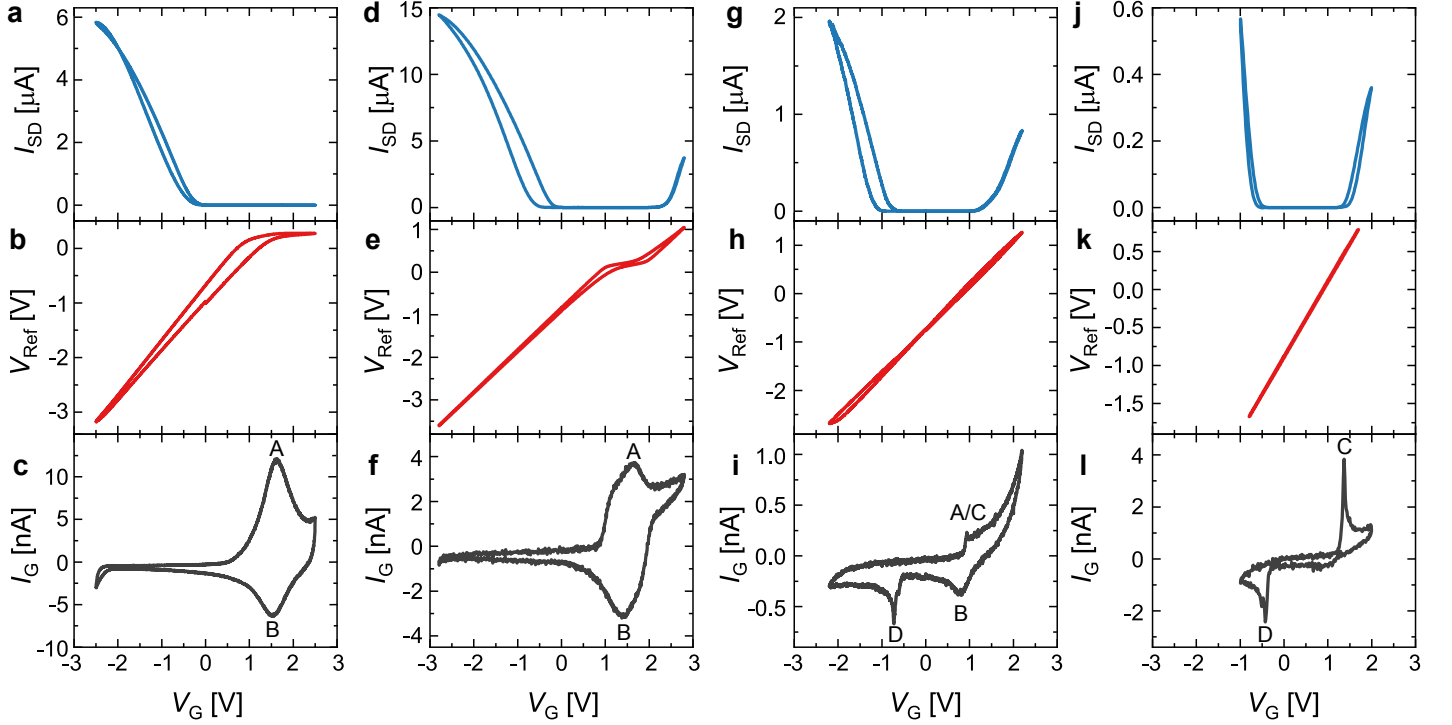 a
I_SD [µA]
6
4
2
0
b
V_Ref [V]
0
-1
-2
-3
c
I_G [nA]
10
5
0
-5
-10
A
B
-3 -2 -1 0 1 2 3
V_G [V]
d
I_SD [µA]
15
10
5
0
e
V_Ref [V]
1
0
-1
-2
-3
f
I_G [nA]
4
2
0
-2
-4
A
B
-3 -2 -1 0 1 2 3
V_G [V]
g
I_SD [µA]
2
1
0
h
V_Ref [V]
1
0
-1
-2
i
I_G [nA]
1.0
0.5
0.0
-0.5
A/C
B
D
-3 -2 -1 0 1 2 3
V_G [V]
j
I_SD [µA]
0.6
0.4
0.2
0.0
k
V_Ref [V]
0.5
0.0
-0.5
-1.0
-1.5
l
I_G [nA]
4
2
0
-2
C
D
-3 -2 -1 0 1 2 3
V_G [V]